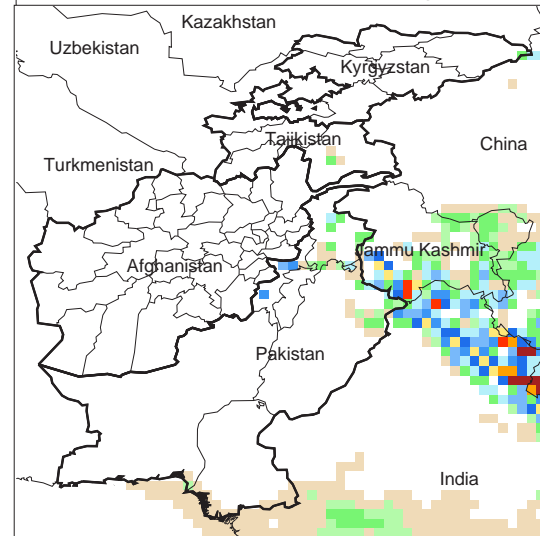 Kazakhstan
Uzbekistan
Kyrgyzstan
Tajikistan
China
Turkmenistan
Jammu Kashmir
Afghanistan
Pakistan
India